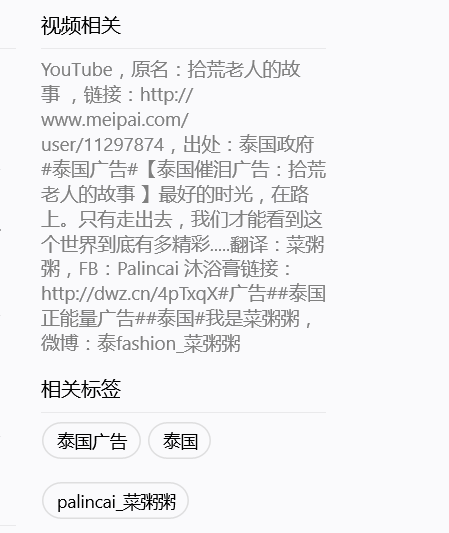 视频相关
YouTube，原名：拾荒老人的故
事 ，链接：http://
www.meipai.com/
user/11297874，出处：泰国政府
#泰国广告#【泰国催泪广告：拾荒
老人的故事 】最好的时光，在路
上。只有走出去，我们才能看到这
个世界到底有多精彩.....翻译：菜粥
粥，FB：Palincai 沐浴膏链接：
http://dwz.cn/4pTxqX#广告##泰国
正能量广告##泰国#我是菜粥粥，
微博：泰fashion_菜粥粥
相关标签
泰国广告 泰国
palincai_菜粥粥